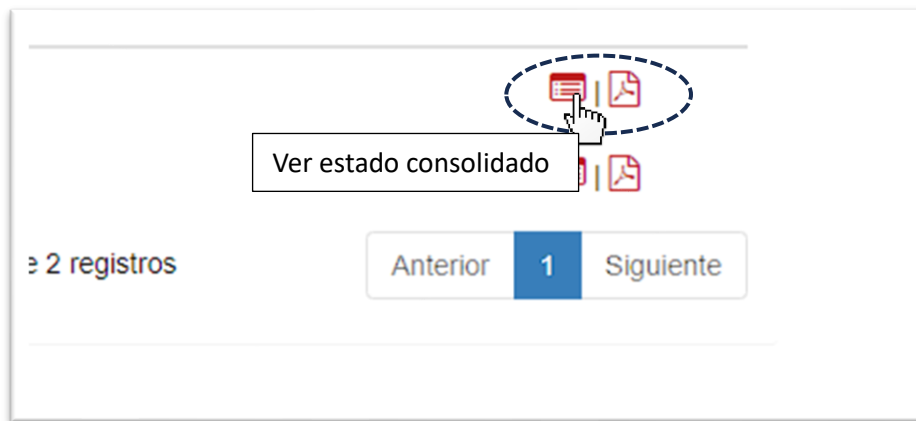 |
Ver estado consolidado
|
e 2 registros
Anterior 1 Siguiente